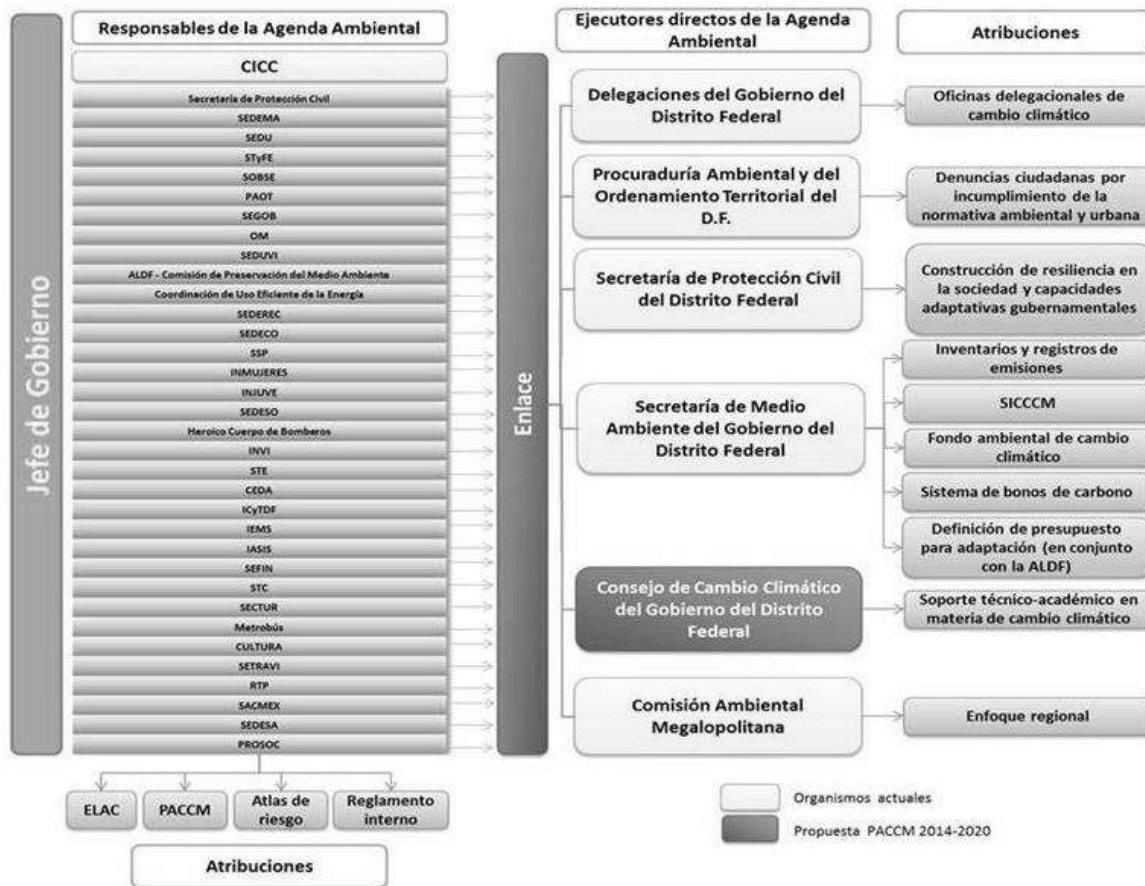 Jefe de Gobierno
Responsables de la Agenda Ambiental
CICC
Secretaría de Protección Civil
SEDEMA
SEDU
STyFE
SOBSE
PAOT
SEGOB
OM
SEDUVI
ALDF - Comisión de Preservación del Medio Ambiente
Coordinación de Uso Eficiente de la Energía
SEDEREC
SEDECO
SSP
INMUJERES
INJUVE
SEDESO
Heroico Cuerpo de Bomberos
INVI
STE
CEDA
ICyTDF
IEMS
IASIS
SEFIN
STC
SECTUR
Metrobús
CULTURA
SETRAVI
RTP
SACMEX
SEDESA
PROSOC
ELAC
PACCM
Atlas de
riesgo
Reglamento
interno
Atribuciones
Enlace
Ejecutores directos de la Agenda
Ambiental
Delegaciones del Gobierno del
Distrito Federal
Procuraduría Ambiental y del
Ordenamiento Territorial del
D.F.
Secretaría de Protección Civil
del Distrito Federal
Secretaría de Medio
Ambiente del Gobierno del
Distrito Federal
Consejo de Cambio Climático
del Gobierno del Distrito
Federal
Comisión Ambiental
Megalopolitana
Atribuciones
Oficinas delegacionales de
cambio climático
Denuncias ciudadanas por
incumplimiento de la
normativa ambiental y urbana
Construcción de resiliencia en
la sociedad y capacidades
adaptativas gubernamentales
Inventarios y registros de
emisiones
SICCCM
Fondo ambiental de cambio
climático
Sistema de bonos de carbono
Definición de presupuesto
para adaptación (en conjunto
con la ALDF)
Soporte técnico-académico en
materia de cambio climático
Enfoque regional
Organismos actuales
Propuesta PACCM 2014-2020